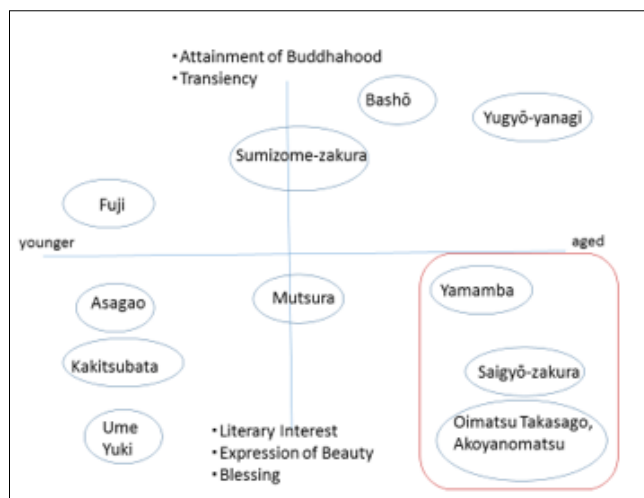 • Attainment of Buddhahood
• Transiency
Bashō
Yugyō-yanagi
Sumizome-zakura
Fuji
younger
aged
Asagao
Mutsura
Yamamba
Kakitsubata
Saigyō-zakura
Ume
Yuki
• Literary Interest
• Expression of Beauty
• Blessing
Oimatsu Takasago,
Akoyanomatsu